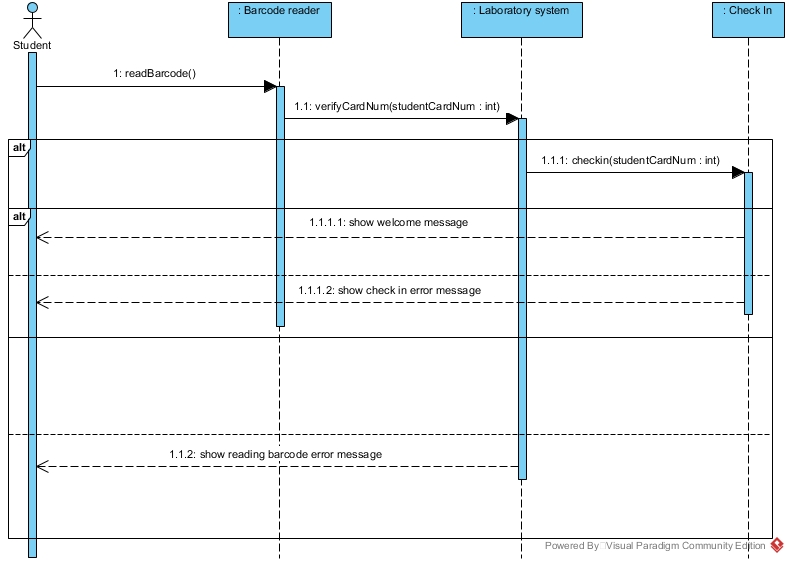 : Barcode reader
: Laboratory system
: Check In
Student
1: readBarcode()
1.1: verifyCardNum(studentCardNum : int)
alt
1.1.1: checkin(studentCardNum : int)
alt
1.1.1.1: show welcome message
1.1.1.2: show check in error message
1.1.2: show reading barcode error message
Powered By Visual Paradigm Community Edition